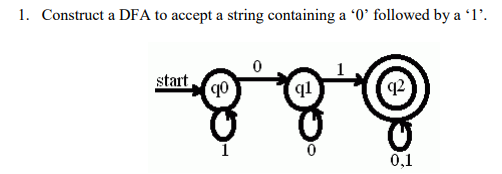 1. Construct a DFA to accept a string containing a ‘0’ followed by a ‘1’.
0 1
start q0 q1 q2
1 0 0,1